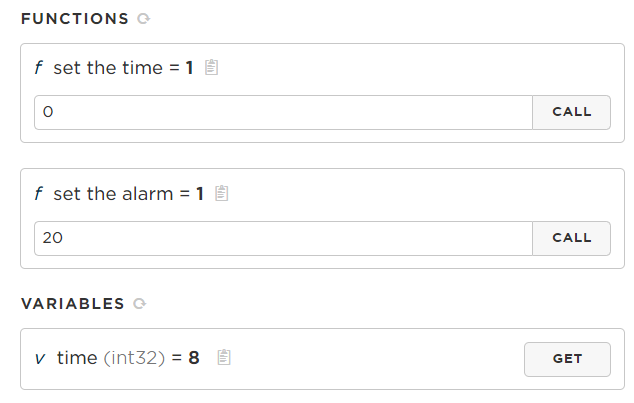 FUNCTIONS
f set the time = 1
0 CALL
f set the alarm = 1
20 CALL
VARIABLES
v time (int32) = 8 GET